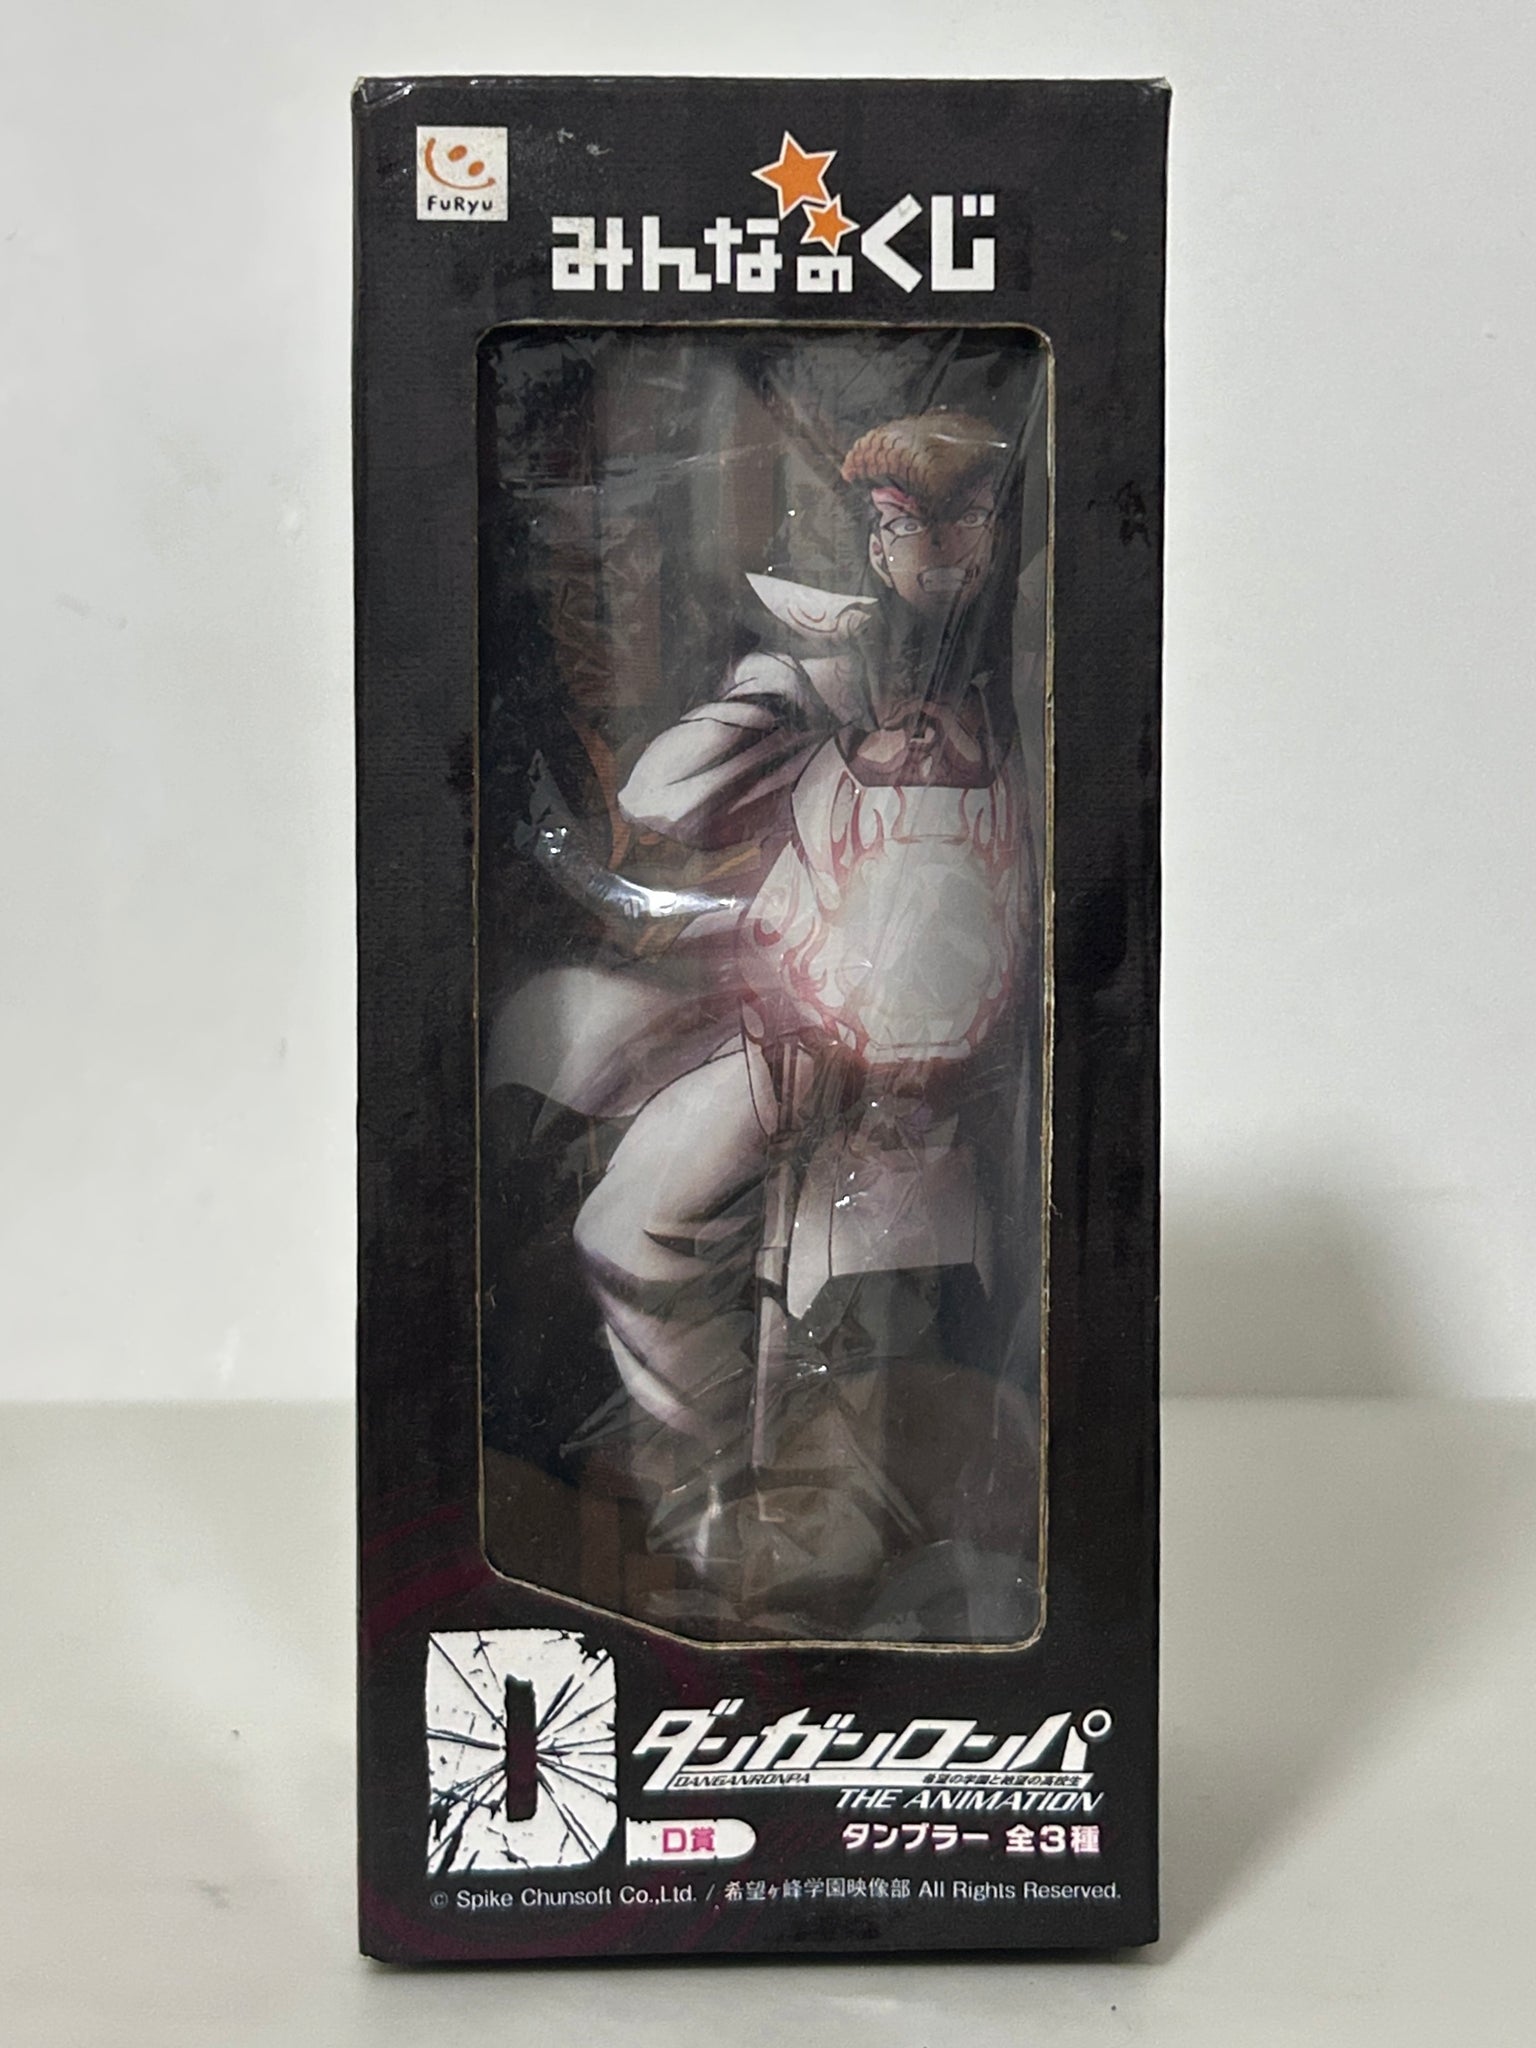 FuRyu
みんなのくじ
D
ダンガンロンパ
DANGANRONPA 希望の学園と絶望の高校生
THE ANIMATION
D賞 タンブラー 全3種
© Spike Chunsoft Co.,Ltd. / 希望ヶ峰学園映像部 All Rights Reserved.